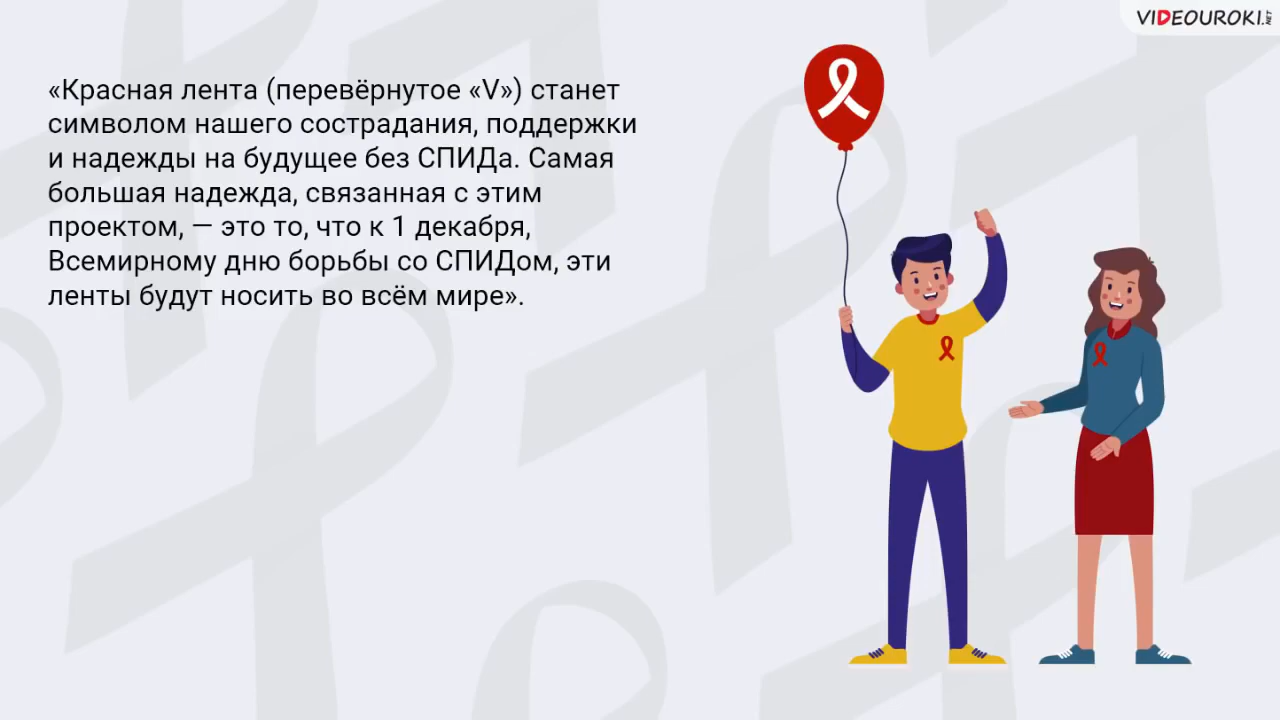 VIDEOUROKI.NET
«Красная лента (перевёрнутое «V») станет
символом нашего сострадания, поддержки
и надежды на будущее без СПИДа. Самая
большая надежда, связанная с этим
проектом, — это то, что к 1 декабря,
Всемирному дню борьбы со СПИДом, эти
ленты будут носить во всём мире».